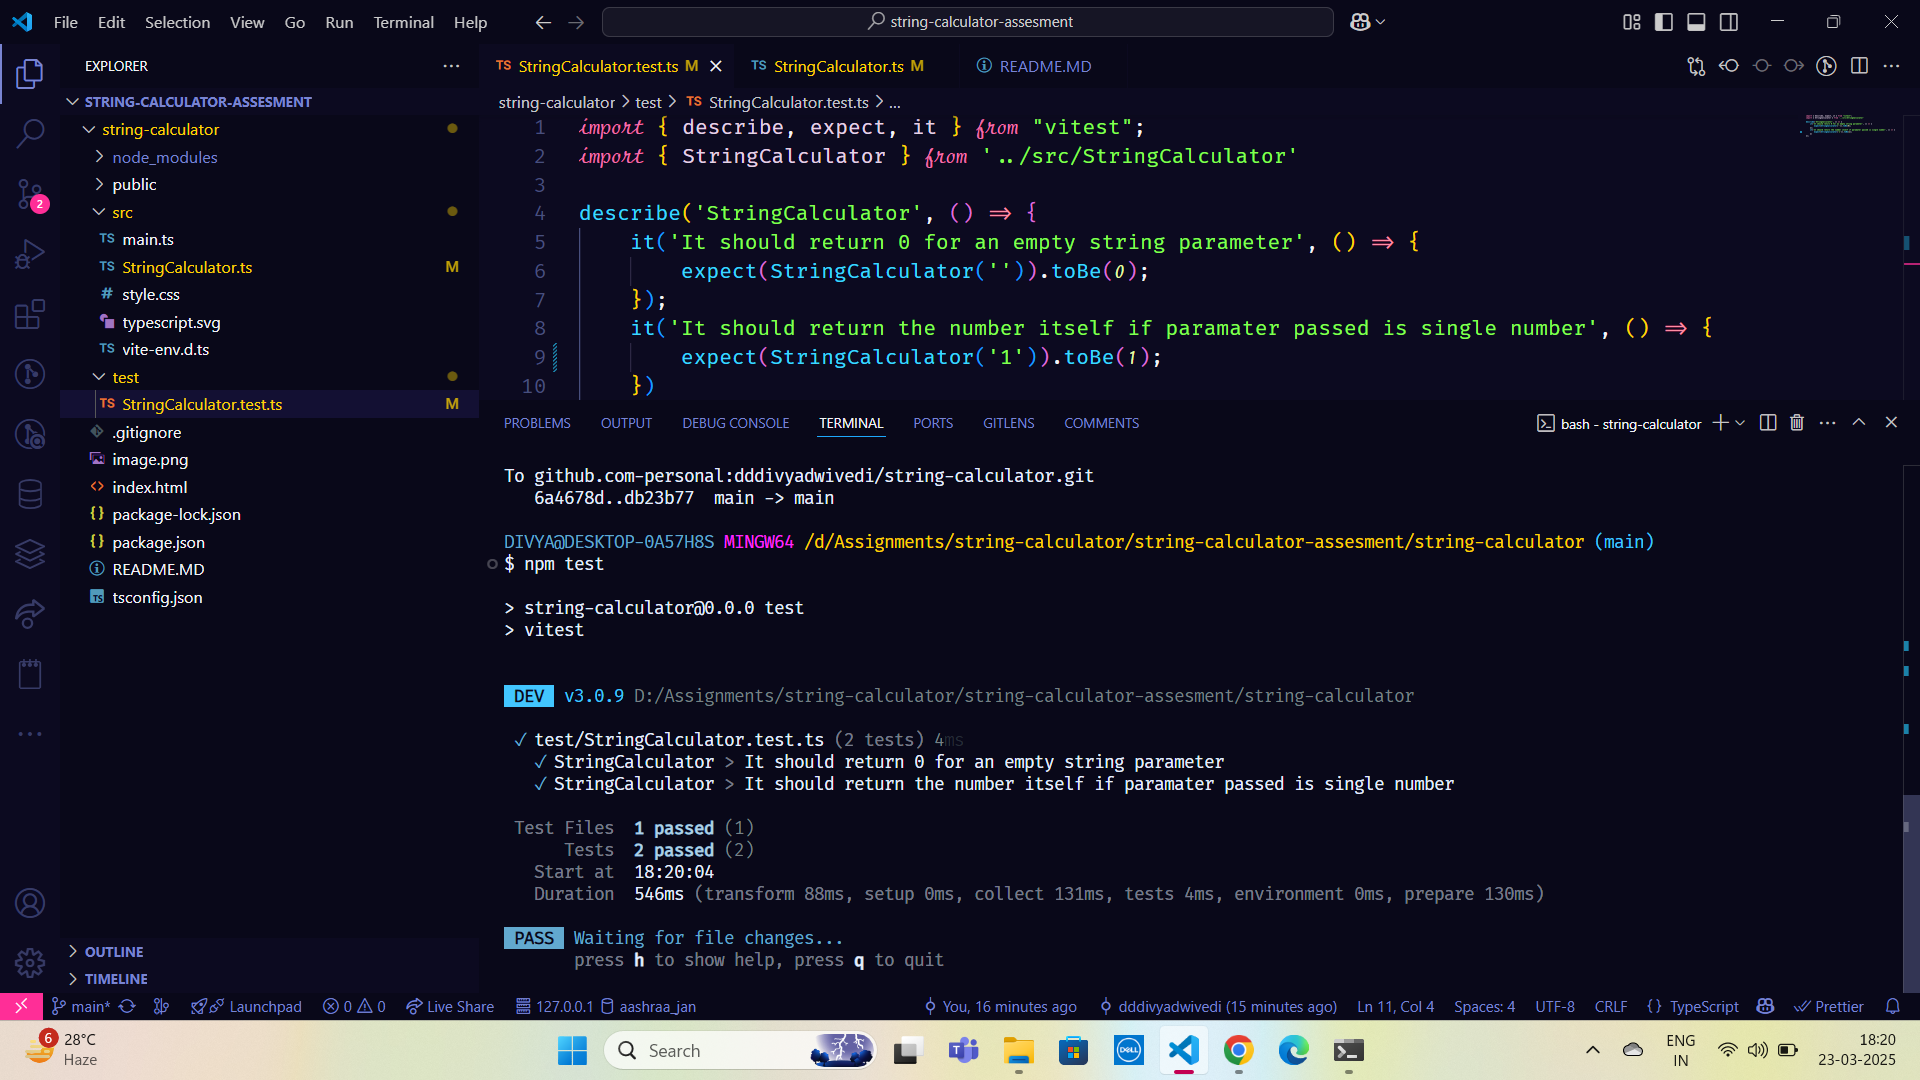 File Edit Selection View Go Run Terminal Help
string-calculator-assesment
EXPLORER
STRING-CALCULATOR-ASSESMENT
string-calculator
node_modules
public
src
TS main.ts
TS StringCalculator.ts M
# style.css
typescript.svg
TS vite-env.d.ts
test
TS StringCalculator.test.ts M
.gitignore
image.png
<> index.html
{} package-lock.json
{} package.json
README.MD
TS tsconfig.json
OUTLINE
TIMELINE
2
TS StringCalculator.test.ts M
TS StringCalculator.ts M
README.MD
string-calculator > test > TS StringCalculator.test.ts > ...
1 import { describe, expect, it } from "vitest";
2 import { StringCalculator } from '../src/StringCalculator'
3
4 describe('StringCalculator', () => {
5 it('It should return 0 for an empty string parameter', () => {
6 expect(StringCalculator('')).toBe(0);
7 });
8 it('It should return the number itself if paramater passed is single number', () => {
9 expect(StringCalculator('1')).toBe(1);
10 })
PROBLEMS OUTPUT DEBUG CONSOLE TERMINAL PORTS GITLENS COMMENTS
bash - string-calculator
To github.com-personal:dddivyadwivedi/string-calculator.git
6a4678d..db23b77 main -> main
DIVYA@DESKTOP-0A57H8S MINGW64 /d/Assignments/string-calculator/string-calculator-assesment/string-calculator (main)
$ npm test
> string-calculator@0.0.0 test
> vitest
DEV v3.0.9 D:/Assignments/string-calculator/string-calculator-assesment/string-calculator
✓ test/StringCalculator.test.ts (2 tests) 4ms
✓ StringCalculator > It should return 0 for an empty string parameter
✓ StringCalculator > It should return the number itself if paramater passed is single number
Test Files 1 passed (1)
Tests 2 passed (2)
Start at 18:20:04
Duration 546ms (transform 88ms, setup 0ms, collect 131ms, tests 4ms, environment 0ms, prepare 130ms)
PASS Waiting for file changes...
press h to show help, press q to quit
main* Launchpad 0 0 Live Share 127.0.0.1 aashraa_jan
You, 16 minutes ago dddivyadwivedi (15 minutes ago) Ln 11, Col 4 Spaces: 4 UTF-8 CRLF {} TypeScript Prettier
6
28°C
Haze
Search
DELL
ENG
IN
18:20
23-03-2025